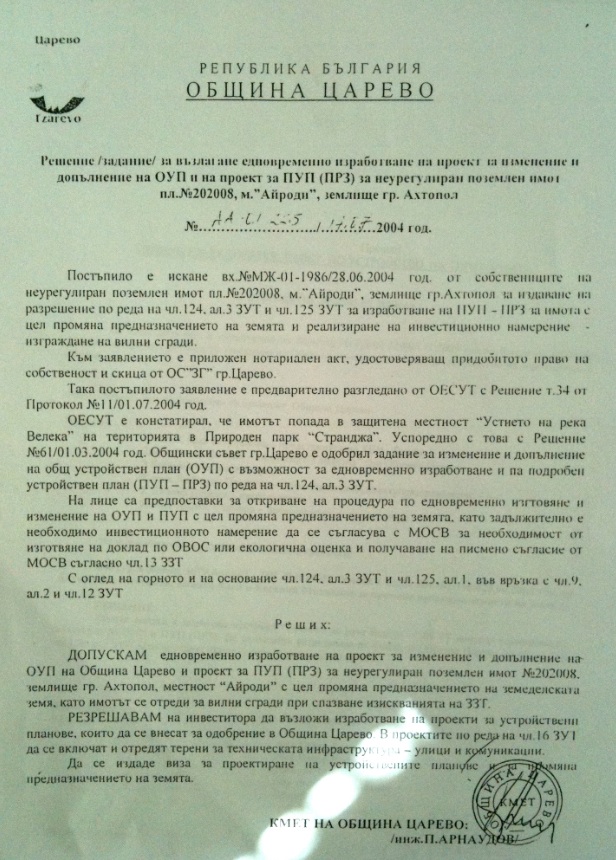 Царево
Tzarevo
РЕПУБЛИКА БЪЛГАРИЯ
ОБЩИНА ЦАРЕВО
Решение /задание/ за възлагане едновременно изработване на проект за изменение и
допълнение на ОУП и на проект за ПУП (ПРЗ) за неурегулиран поземлен имот
пл.№202008, м."Айроди", землище гр. Ахтопол
№ 2004 год.
Постъпило е искане вх.№МЖ-01-1986/28.06.2004 год. от собствениците на
неурегулиран поземлен имот пл.№202008, м."Айроди", землище гр.Ахтопол за издаване на
разрешение по реда на чл.124, ал.3 ЗУТ и чл.125 ЗУТ за изработване на ПУП - ПРЗ за имота с
цел промяна предназначението на земята и реализиране на инвестиционно намерение -
изграждане на вилни сгради.
Към заявлението е приложен нотариален акт, удостоверяващ придобитото право на
собственост и скица от ОС"ЗГ" гр.Царево.
Така постъпилото заявление е предварително разгледано от ОЕСУТ с Решение т.34 от
Протокол №11/01.07.2004 год.
ОЕСУТ е констатирал, че имотът попада в защитена местност "Устието на река
Велека" на територията в Природен парк "Странджа". Успоредно с това с Решение
№61/01.03.2004 год. Общински съвет гр.Царево е одобрил задание за изменение и допълнение
на общ устройствен план (ОУП) с възможност за едновременно изработване и па подробен
устройствен план (ПУП – ПРЗ) по реда на чл.124, ал.3 ЗУТ.
На лице са предпоставки за откриване на процедура по едновременно изгтовяне и
изменение на ОУП и ПУП с цел промяна предназначението на земята, като задължително е
необходимо инвестиционното намерение да се съгласува с МОСВ за необходимост от
изготвяне на доклад по ОВОС или екологична оценка и получаване на писмено съгласие от
МОСВ съгласно чл.13 ЗЗТ
С оглед на горното и на основание чл.124, ал.3 ЗУТ и чл.125, ал.1, във връзка с чл.9,
ал.2 и чл.12 ЗУТ
Р е ш и х:
ДОПУСКАМ едновременно изработване на проект за изменение и допълнение на
ОУП на Община Царево и проект за ПУП (ПРЗ) за неурегулиран поземлен имот №202008,
землище гр. Ахтопол, местност "Айроди" с цел промяна предназначението на земеделската
земя, като имотът се отреди за вилни сгради при спазване изискванията на ЗЗТ.
РЕЗРЕШАВАМ на инвеститора да възложи изработване на проекти за устройствени
планове, които да се внесат за одобрение в Община Царево. В проектите по реда на чл.16 ЗУТ
да се включат и отредят терени за техническата инфраструктура – улици и комуникации.
Да се издаде виза за проектиране на устройствените планове и за промяна
предназначението на земята.
КМЕТ НА ОБЩИНА ЦАРЕВО:
/инж.П.АРНАУДОВ/
ОБЩИНА ЦАРЕВО
КМЕТ